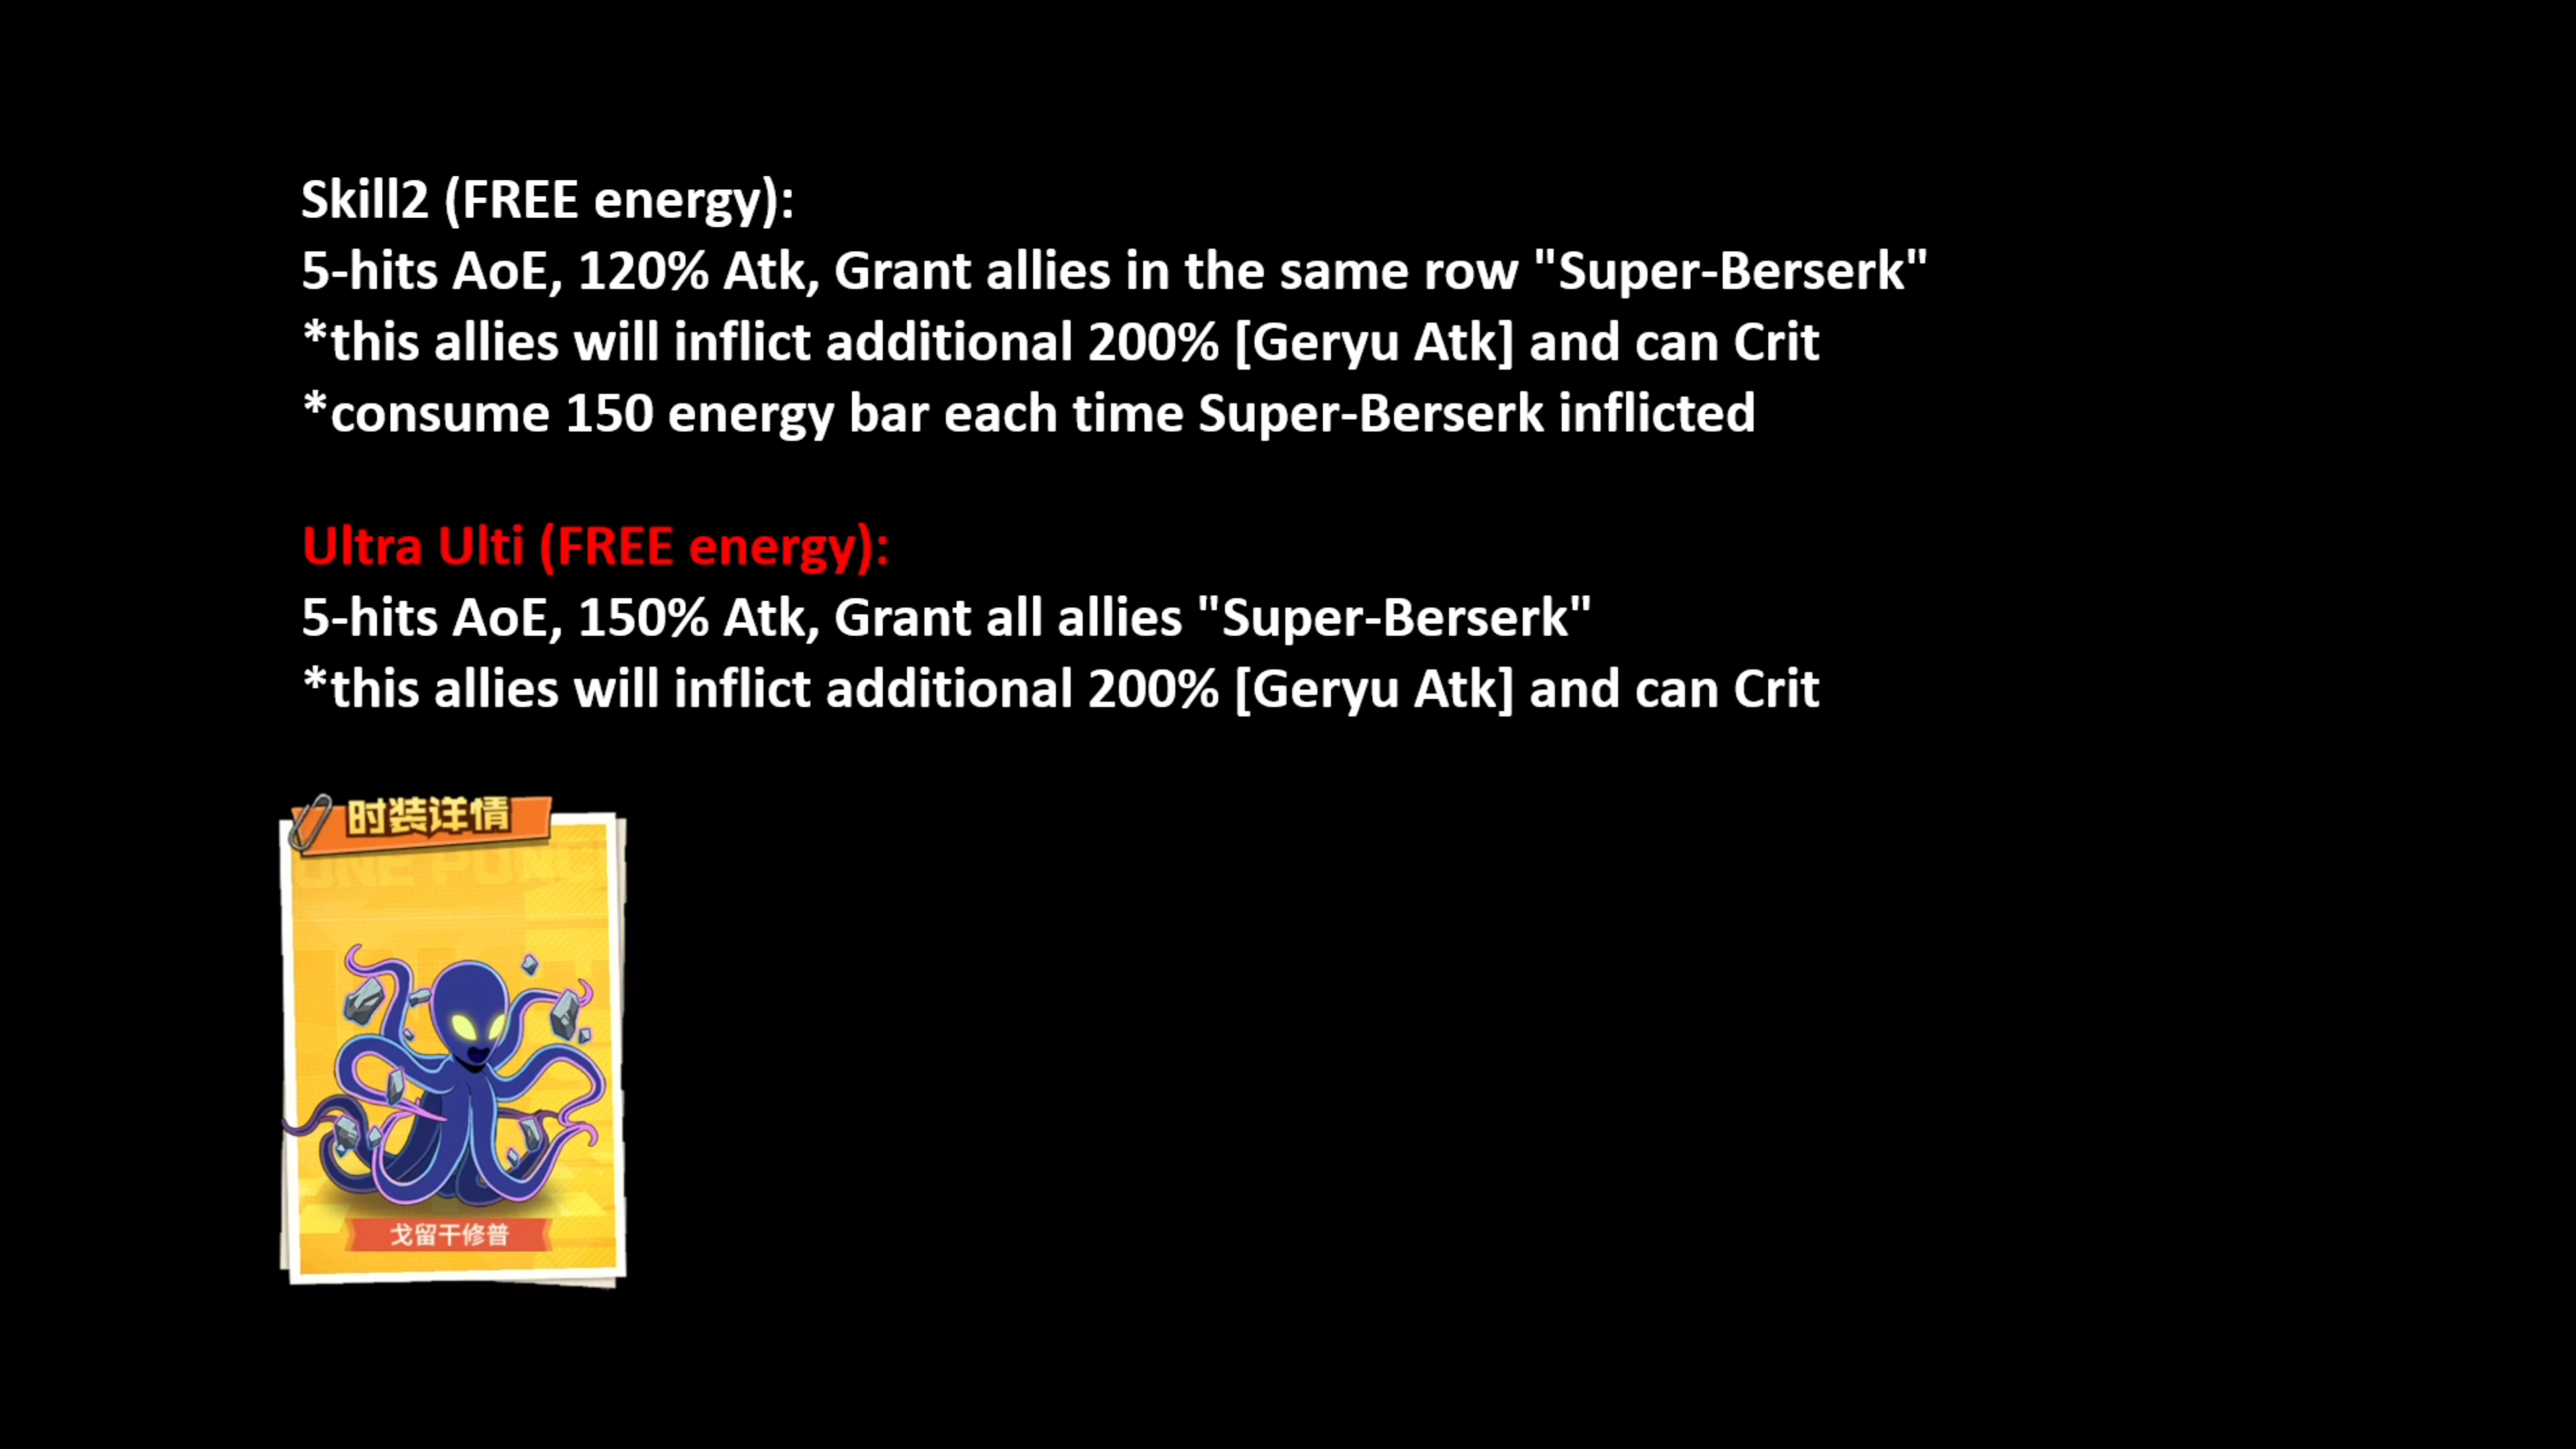 Skill2 (FREE energy):
5-hits AoE, 120% Atk, Grant allies in the same row "Super-Berserk"
*this allies will inflict additional 200% [Geryu Atk] and can Crit
*consume 150 energy bar each time Super-Berserk inflicted
Ultra Ulti (FREE energy):
5-hits AoE, 150% Atk, Grant all allies "Super-Berserk"
*this allies will inflict additional 200% [Geryu Atk] and can Crit
时装详情
ONE PUNC
戈留干修普